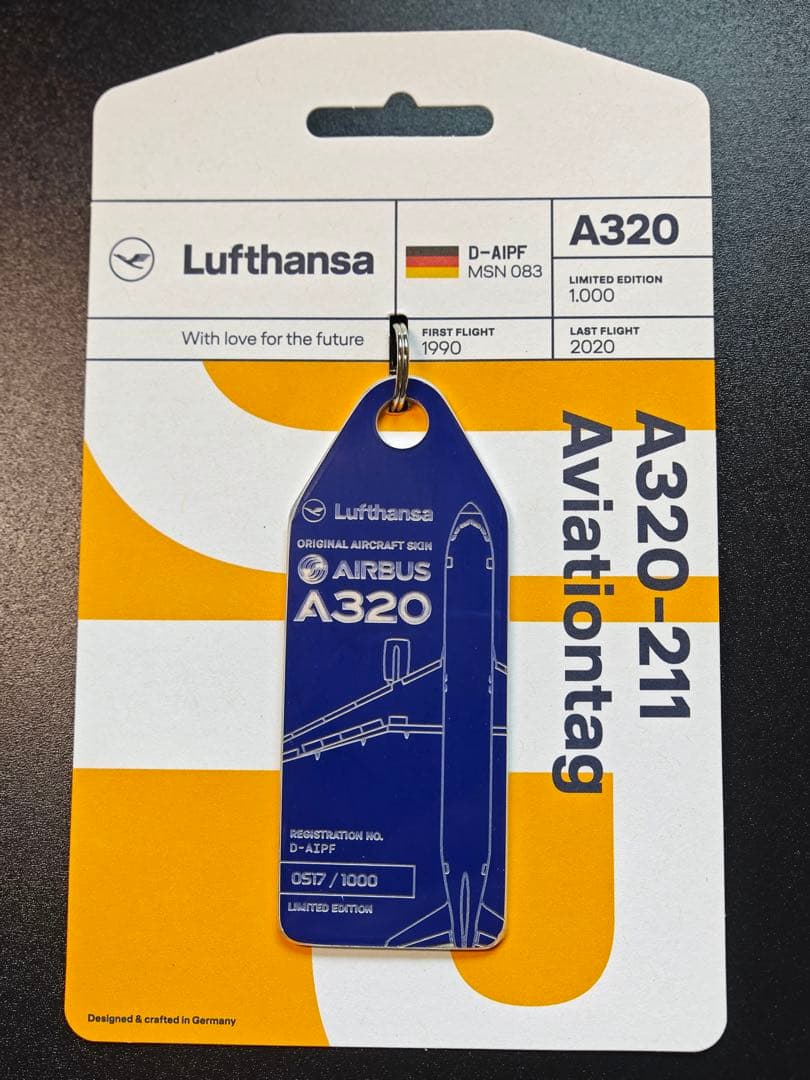 Lufthansa
D-AIPF
MSN 083
A320
LIMITED EDITION
1.000
With love for the future
FIRST FLIGHT
1990
LAST FLIGHT
2020
A320-211
Aviationtag
Lufthansa
ORIGINAL AIRCRAFT SKIN
AIRBUS
A320
REGISTRATION NO.
D-AIPF
0517 / 1000
LIMITED EDITION
Designed & crafted in Germany